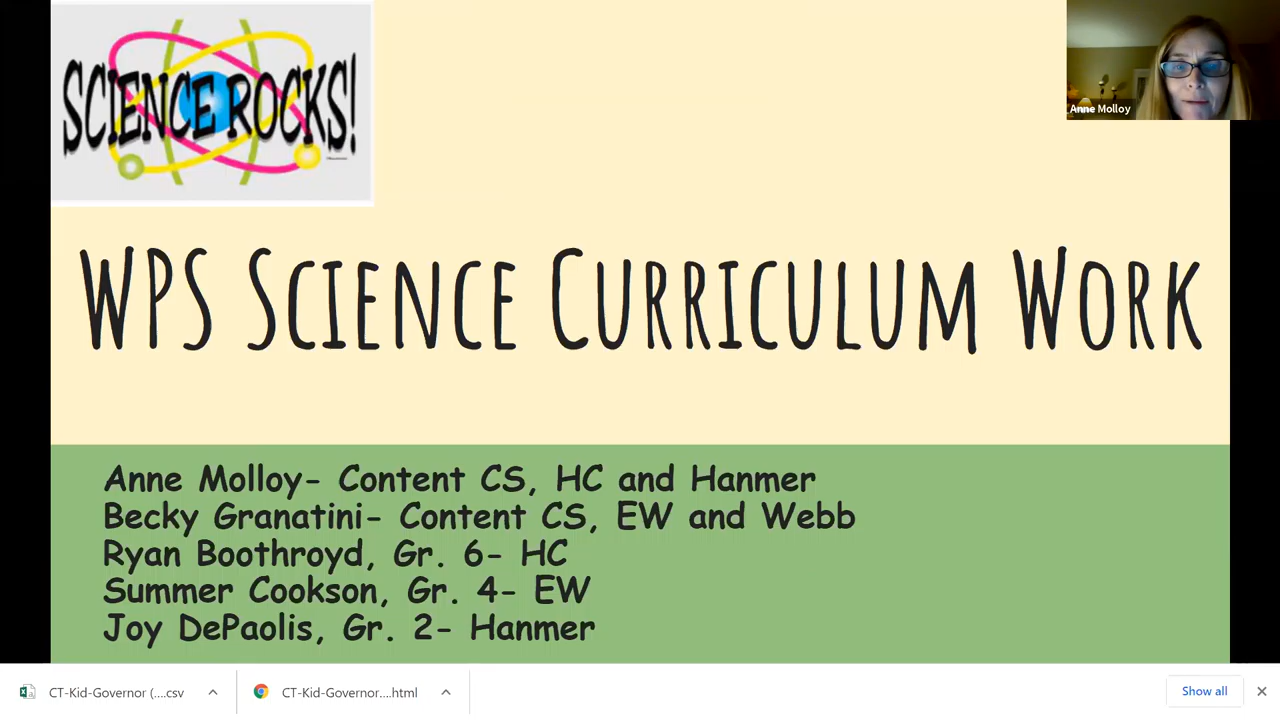 SCIENCE ROCKS!
Anne Molloy
WPS Science Curriculum Work
Anne Molloy- Content CS, HC and Hanmer
Becky Granatini- Content CS, EW and Webb
Ryan Boothroyd, Gr. 6- HC
Summer Cookson, Gr. 4- EW
Joy DePaolis, Gr. 2- Hanmer
CT-Kid-Governor (....csv
CT-Kid-Governor....html
Show all